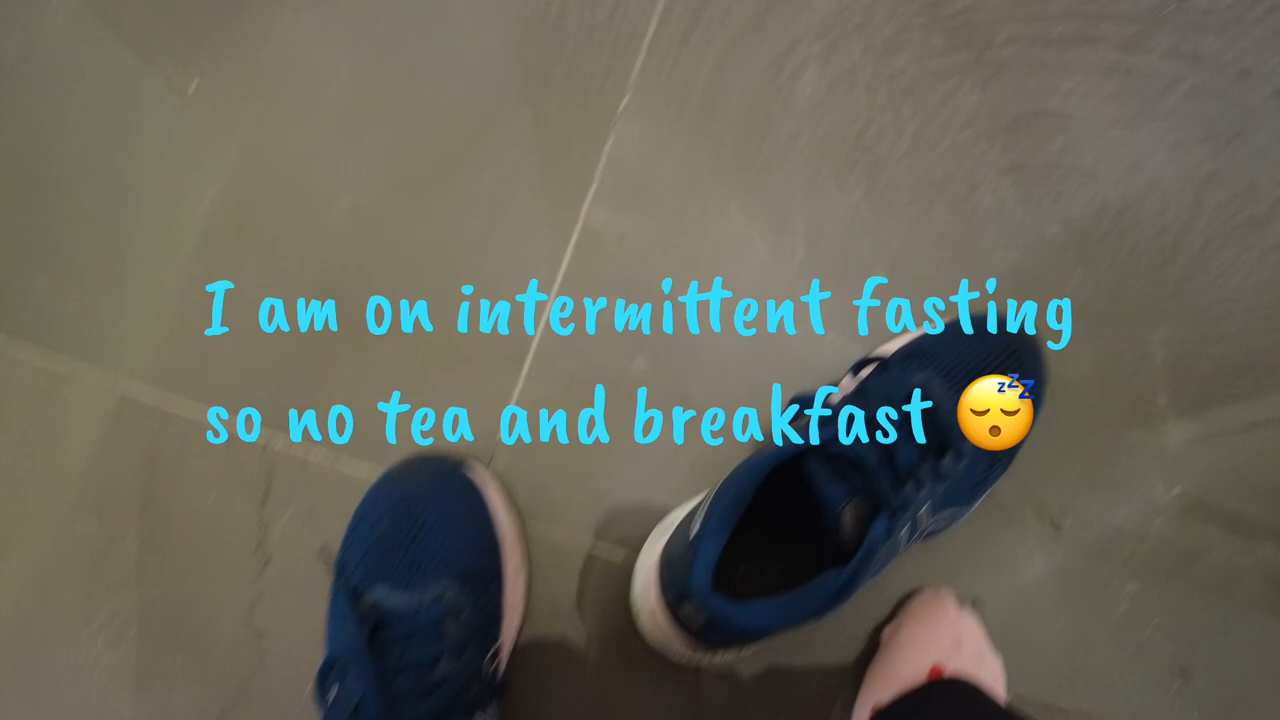 I am on intermittent fasting
so no tea and breakfast 😴